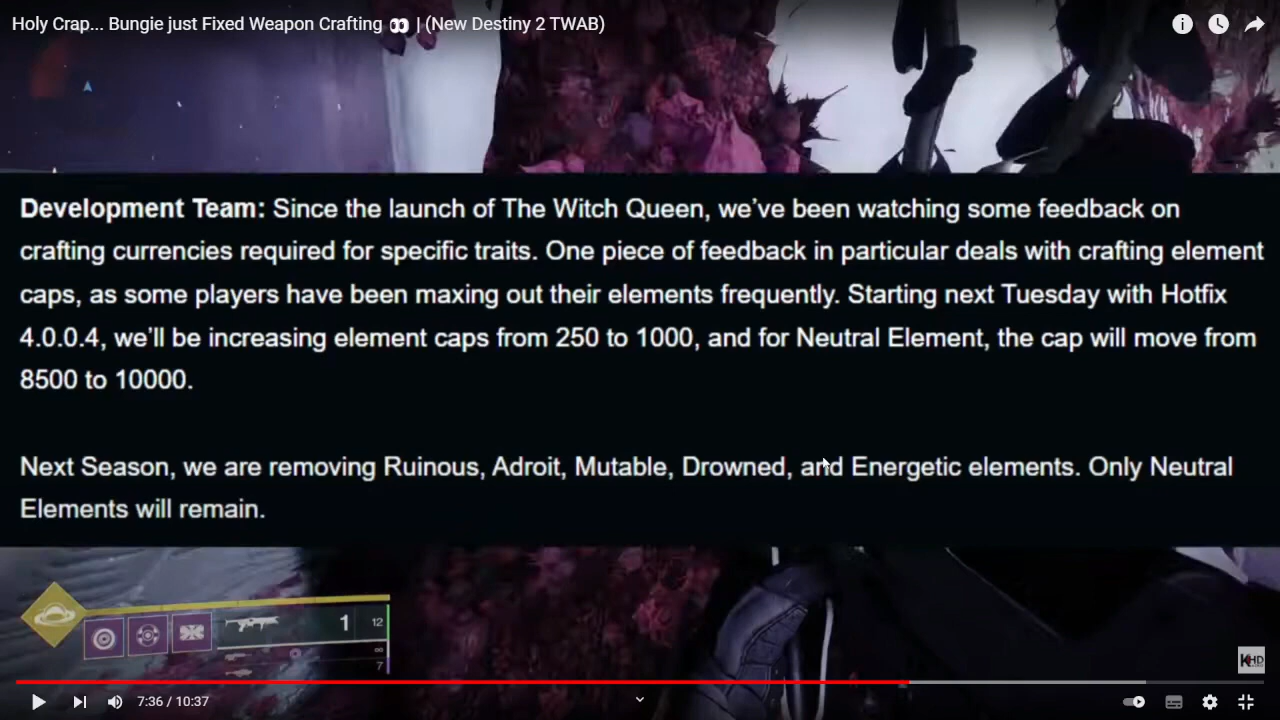 Holy Crap... Bungie just Fixed Weapon Crafting 👀 | (New Destiny 2 TWAB)
Development Team: Since the launch of The Witch Queen, we've been watching some feedback on
crafting currencies required for specific traits. One piece of feedback in particular deals with crafting element
caps, as some players have been maxing out their elements frequently. Starting next Tuesday with Hotfix
4.0.0.4, we'll be increasing element caps from 250 to 1000, and for Neutral Element, the cap will move from
8500 to 10000.
Next Season, we are removing Ruinous, Adroit, Mutable, Drowned, and Energetic elements. Only Neutral
Elements will remain.
1 12
∞
7
KHD
7:36 / 10:37